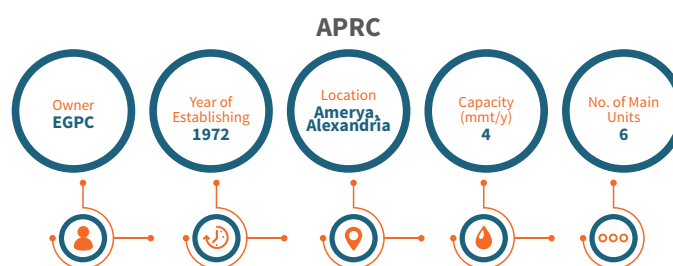 APRC
Owner
EGPC
Year of
Establishing
1972
Location
Amerya,
Alexandria
Capacity
(mmt/y)
4
No. of Main
Units
6